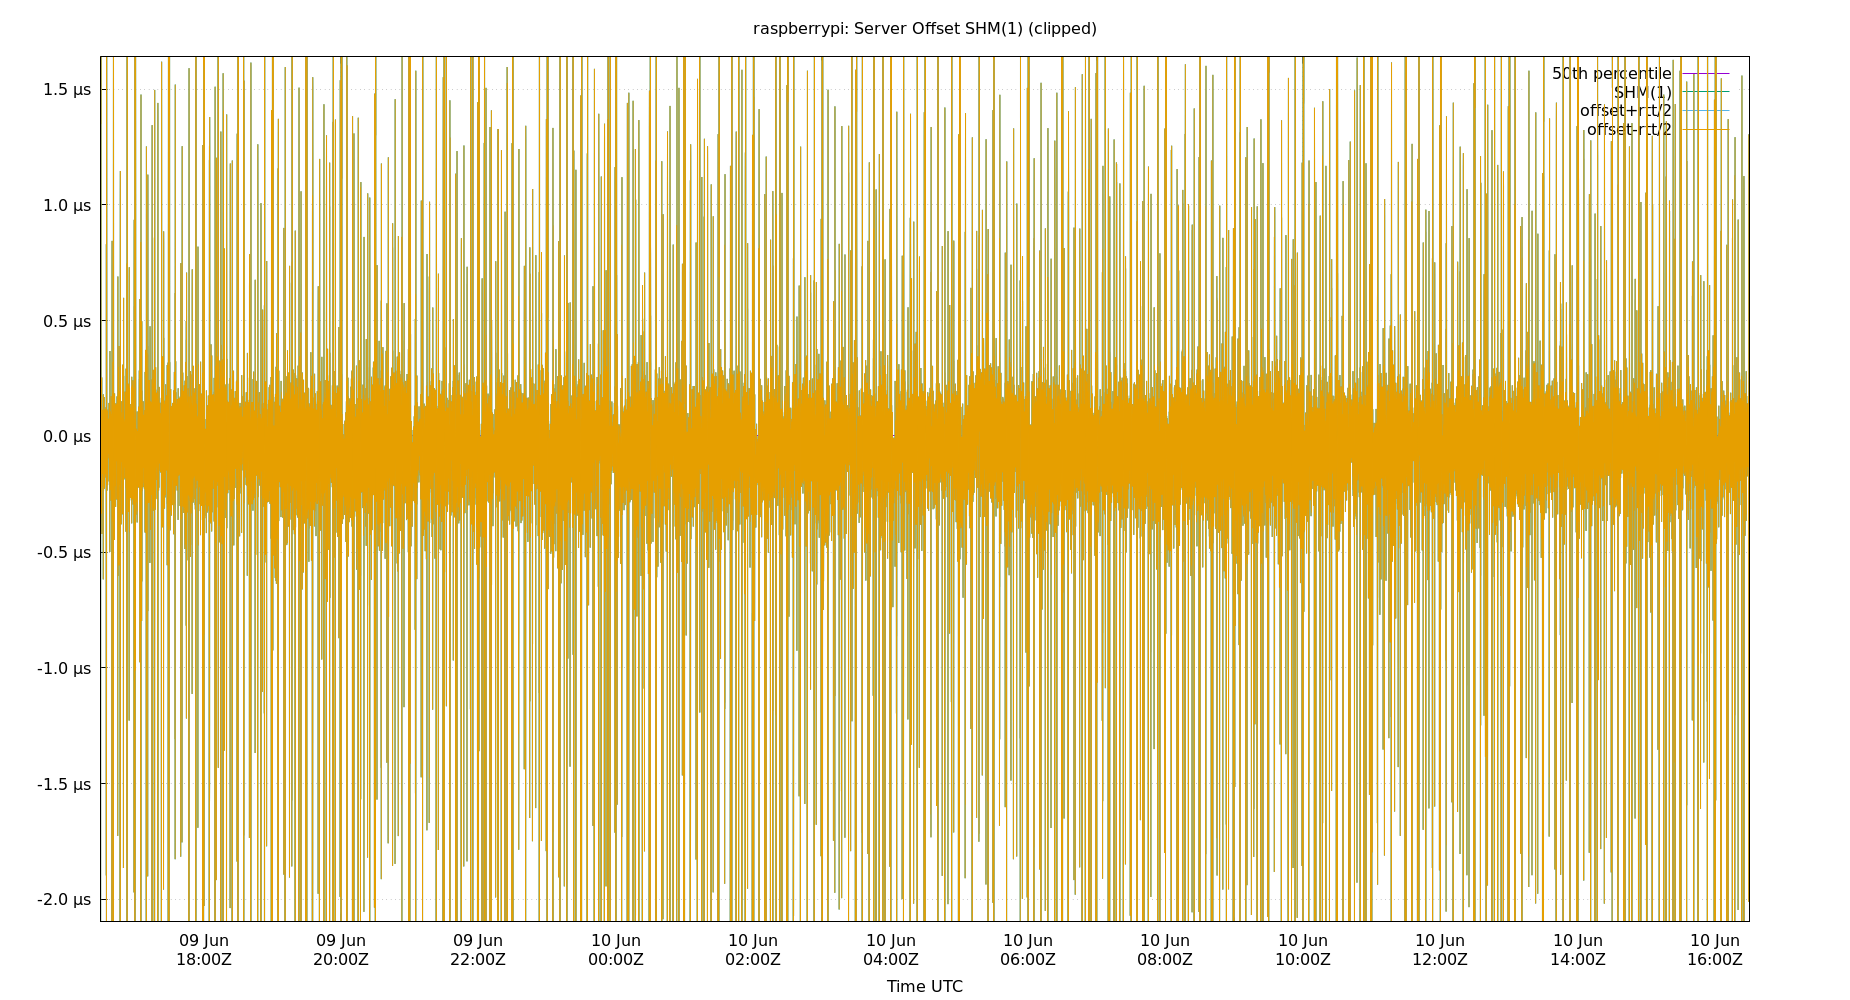 raspberrypi: Server Offset SHM(1) (clipped)
50th percentile
SHM(1)
offset+rtt/2
offset-rtt/2
1.5 µs
1.0 µs
0.5 µs
0.0 µs
-0.5 µs
-1.0 µs
-1.5 µs
-2.0 µs
09 Jun 09 Jun 09 Jun 10 Jun 10 Jun 10 Jun 10 Jun 10 Jun 10 Jun 10 Jun 10 Jun 10 Jun
18:00Z 20:00Z 22:00Z 00:00Z 02:00Z 04:00Z 06:00Z 08:00Z 10:00Z 12:00Z 14:00Z 16:00Z
Time UTC